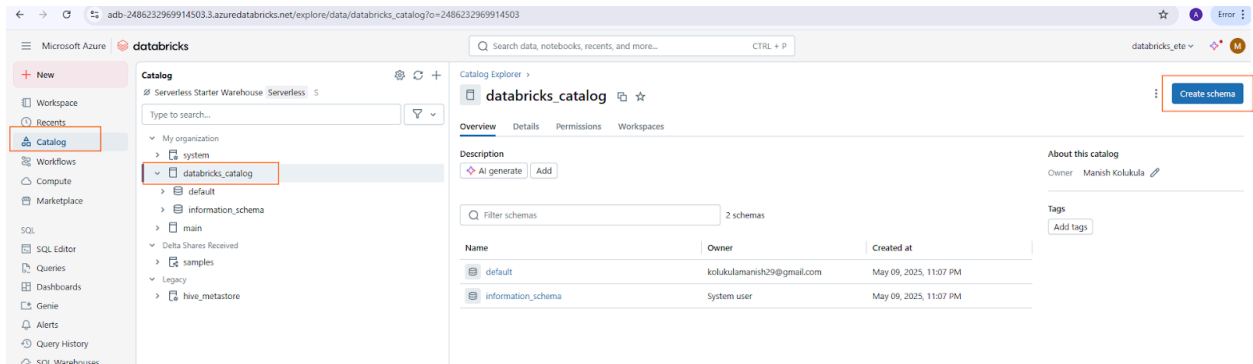 adb-2486232969914503.3.azuredatabricks.net/explore/data/databricks_catalog?o=2486232969914503
A
Error
Microsoft Azure
databricks
Search data, notebooks, recents, and more...
CTRL + P
databricks_ete
M
New
Workspace
Recents
Catalog
Workflows
Compute
Marketplace
SQL
SQL Editor
Queries
Dashboards
Genie
Alerts
Query History
SQL Warehouses
Catalog
Serverless Starter Warehouse Serverless S
Type to search...
My organization
system
databricks_catalog
default
information_schema
main
Delta Shares Received
samples
Legacy
hive_metastore
Catalog Explorer
databricks_catalog
Create schema
Overview Details Permissions Workspaces
Description
AI generate Add
Filter schemas
2 schemas
Name Owner Created at
default kolukulamanish29@gmail.com May 09, 2025, 11:07 PM
information_schema System user May 09, 2025, 11:07 PM
About this catalog
Owner Manish Kolukula
Tags
Add tags